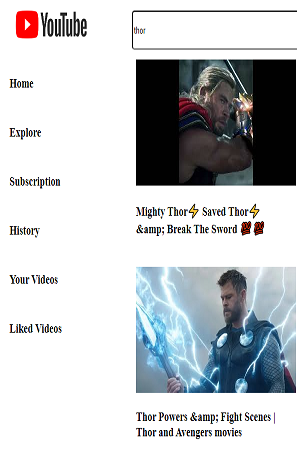 YouTube
thor
Home
Explore
Subscription
History
Your Videos
Liked Videos
Mighty Thor⚡ Saved Thor⚡
&amp; Break The Sword
Thor Powers &amp; Fight Scenes |
Thor and Avengers movies